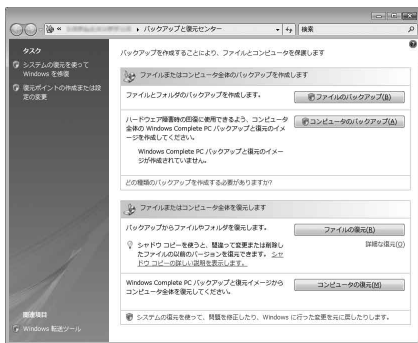 « ▸ バックアップと復元センター
検索
タスク
システムの復元を使って
Windows を修復
復元ポイントの作成または設
定の変更
関連項目
Windows 転送ツール
バックアップを作成することにより、ファイルとコンピュータを保護します
ファイルまたはコンピュータ全体のバックアップを作成します
ファイルとフォルダのバックアップを作成します。
ファイルのバックアップ(B)
ハードウェア障害時の回復に使用できるよう、コンピュータ
全体の Windows Complete PC バックアップと復元のイメ
ージを作成してください。
コンピュータのバックアップ(A)
Windows Complete PC バックアップと復元のイメー
ジが作成されていません。
どの種類のバックアップを作成する必要がありますか?
ファイルまたはコンピュータ全体を復元します
バックアップからファイルやフォルダを復元します。
ファイルの復元(R)
シャドウ コピーを使うと、間違って変更または削除し
たファイルの以前のバージョンを復元できます。 シャ
ドウ コピーの詳しい説明を表示します。
詳細な復元(O)
Windows Complete PC バックアップと復元イメージから
コンピュータ全体を復元してください。
コンピュータの復元(M)
システムの復元を使って、問題を修正したり、Windows に行った変更を元に戻したりします。